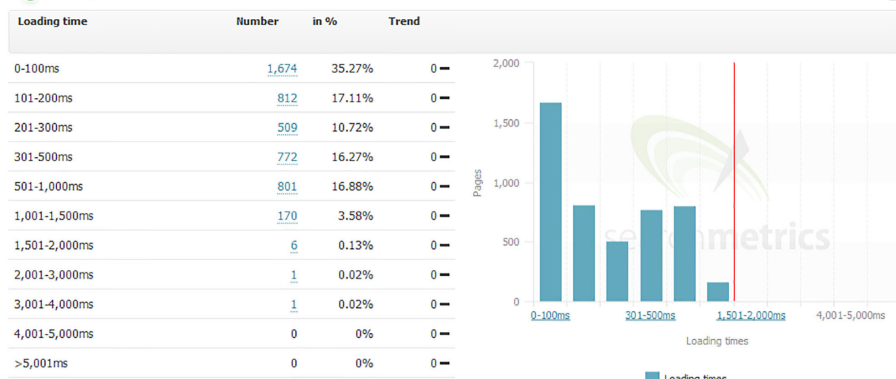 Loading time Number in % Trend
0-100ms 1,674 35.27% 0
101-200ms 812 17.11% 0
201-300ms 509 10.72% 0
301-500ms 772 16.27% 0
501-1,000ms 801 16.88% 0
1,001-1,500ms 170 3.58% 0
1,501-2,000ms 6 0.13% 0
2,001-3,000ms 1 0.02% 0
3,001-4,000ms 1 0.02% 0
4,001-5,000ms 0 0% 0
>5,001ms 0 0% 0
2,000
1,500
1,000
500
0
Pages
searchmetrics
0-100ms 301-500ms 1,501-2,000ms 4,001-5,000ms
Loading times
Loading times